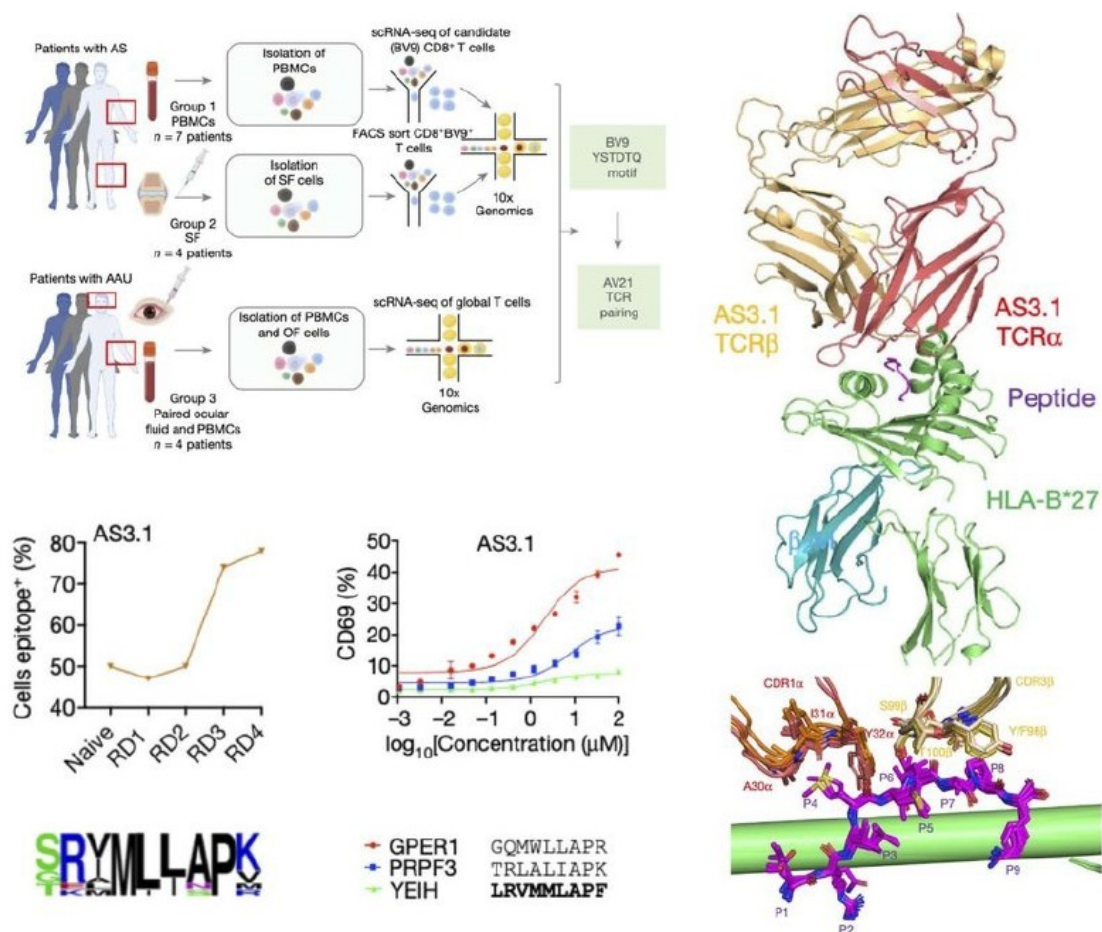 Patients with AS
Group 1
PBMCs
n = 7 patients
Isolation of
PBMCs
scRNA-seq of candidate
(BV9) CD8+ T cells
FACS sort CD8+BV9+
T cells
Group 2
SF
n = 4 patients
Isolation
of SF cells
10x
Genomics
BV9
YSTDTQ
motif
AV21
TCR
pairing
Patients with AAU
Group 3
Paired ocular
fluid and PBMCs
n = 4 patients
Isolation of PBMCs
and OF cells
scRNA-seq of global T cells
10x
Genomics
AS3.1
TCRβ
AS3.1
TCRα
Peptide
HLA-B*27
AS3.1
Cells epitope+ (%)
80
70
60
50
40
Naive
RD1
RD2
RD3
RD4
AS3.1
CD69 (%)
50
40
30
20
10
0
-3
-2
-1
0
1
2
log10[Concentration (μM)]
SRYMLLAPK
GPER1 GQMWLLAPR
PRPF3 TRLALIAPK
YEIH LRVMMLAPF
CDR1α
CDR3β
S99β
I31α
Y/F98β
Y32α
T100β
A30α
P4
P6
P8
P7
P5
P3
P9
P1
P2